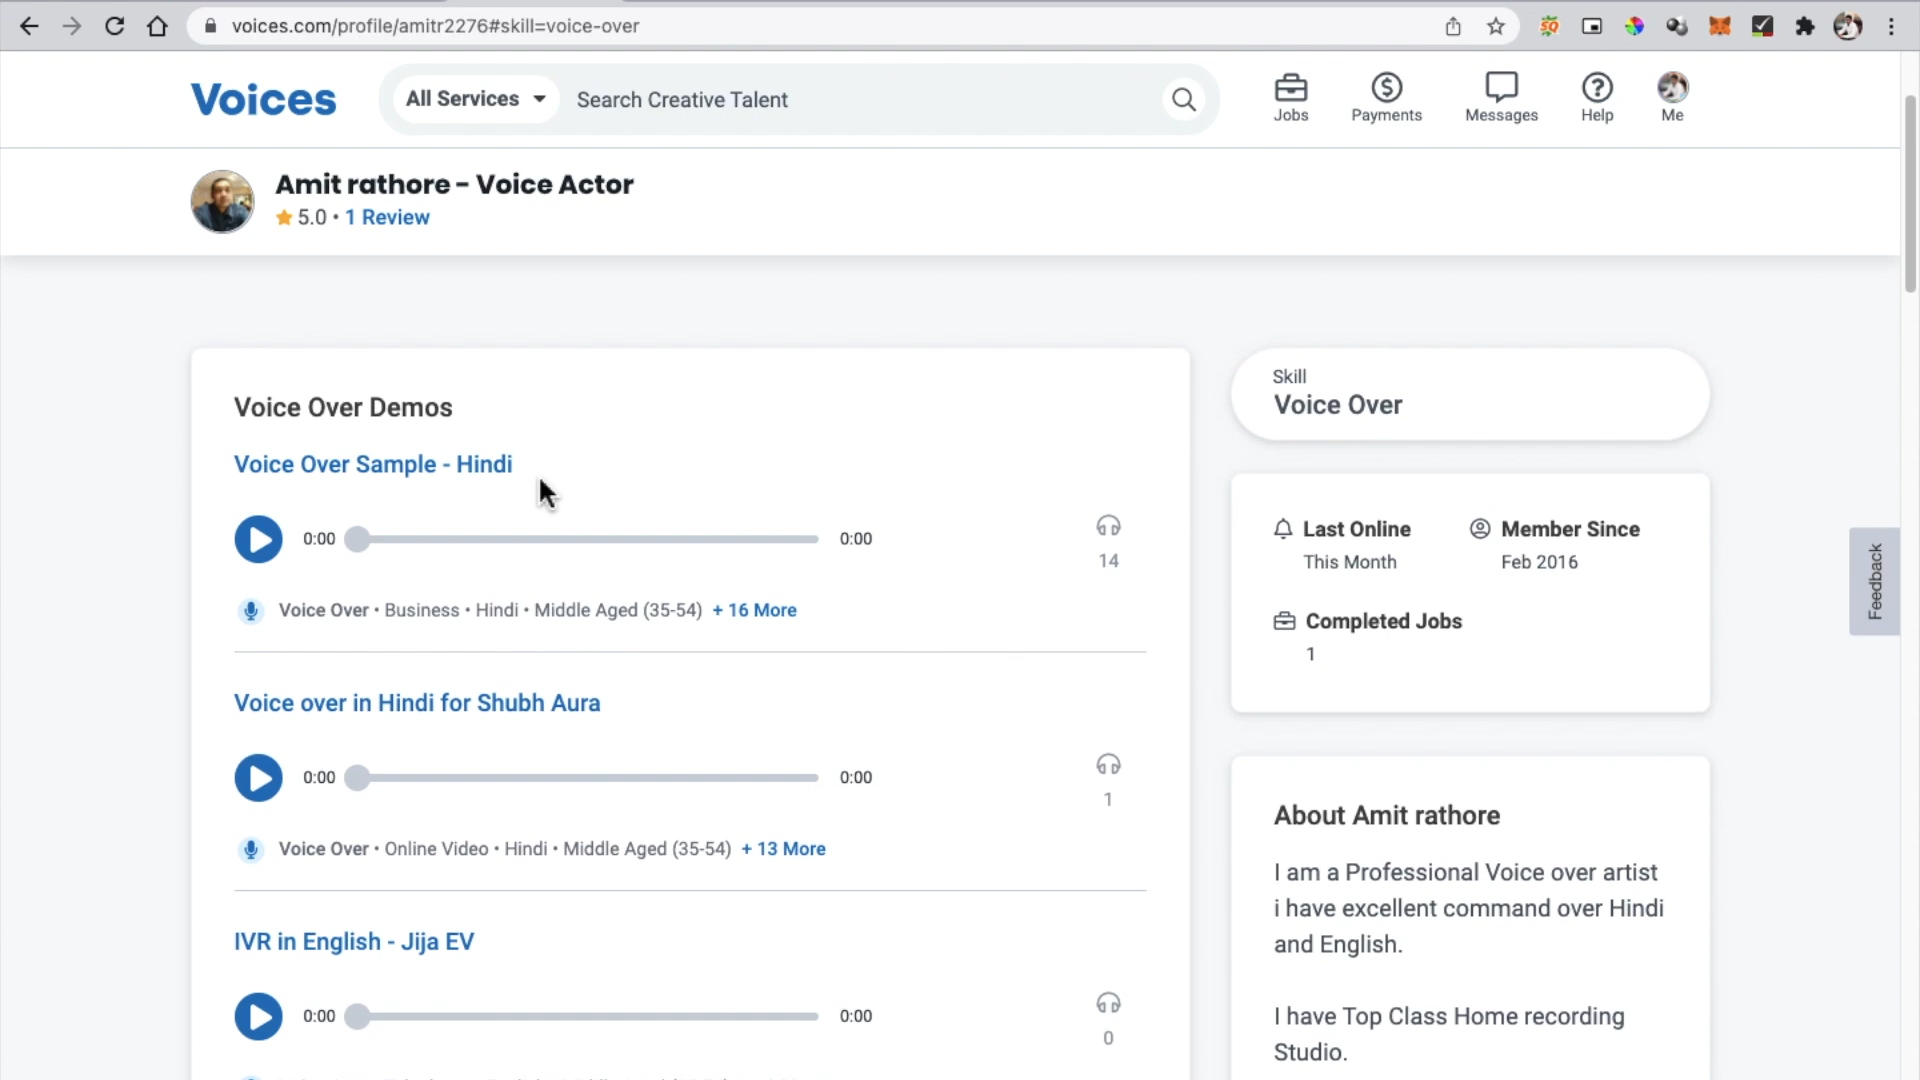 voices.com/profile/amitr2276#skill=voice-over
Voices
All Services
Search Creative Talent
Jobs
Payments
Messages
Help
Me
Amit rathore - Voice Actor
5.0 • 1 Review
Voice Over Demos
Voice Over Sample - Hindi
0:00
0:00
14
Voice Over • Business • Hindi • Middle Aged (35-54) + 16 More
Voice over in Hindi for Shubh Aura
0:00
0:00
1
Voice Over • Online Video • Hindi • Middle Aged (35-54) + 13 More
IVR in English - Jija EV
0:00
0:00
0
Skill
Voice Over
Last Online
This Month
Member Since
Feb 2016
Completed Jobs
1
About Amit rathore
I am a Professional Voice over artist
i have excellent command over Hindi
and English.
I have Top Class Home recording
Studio.
Feedback